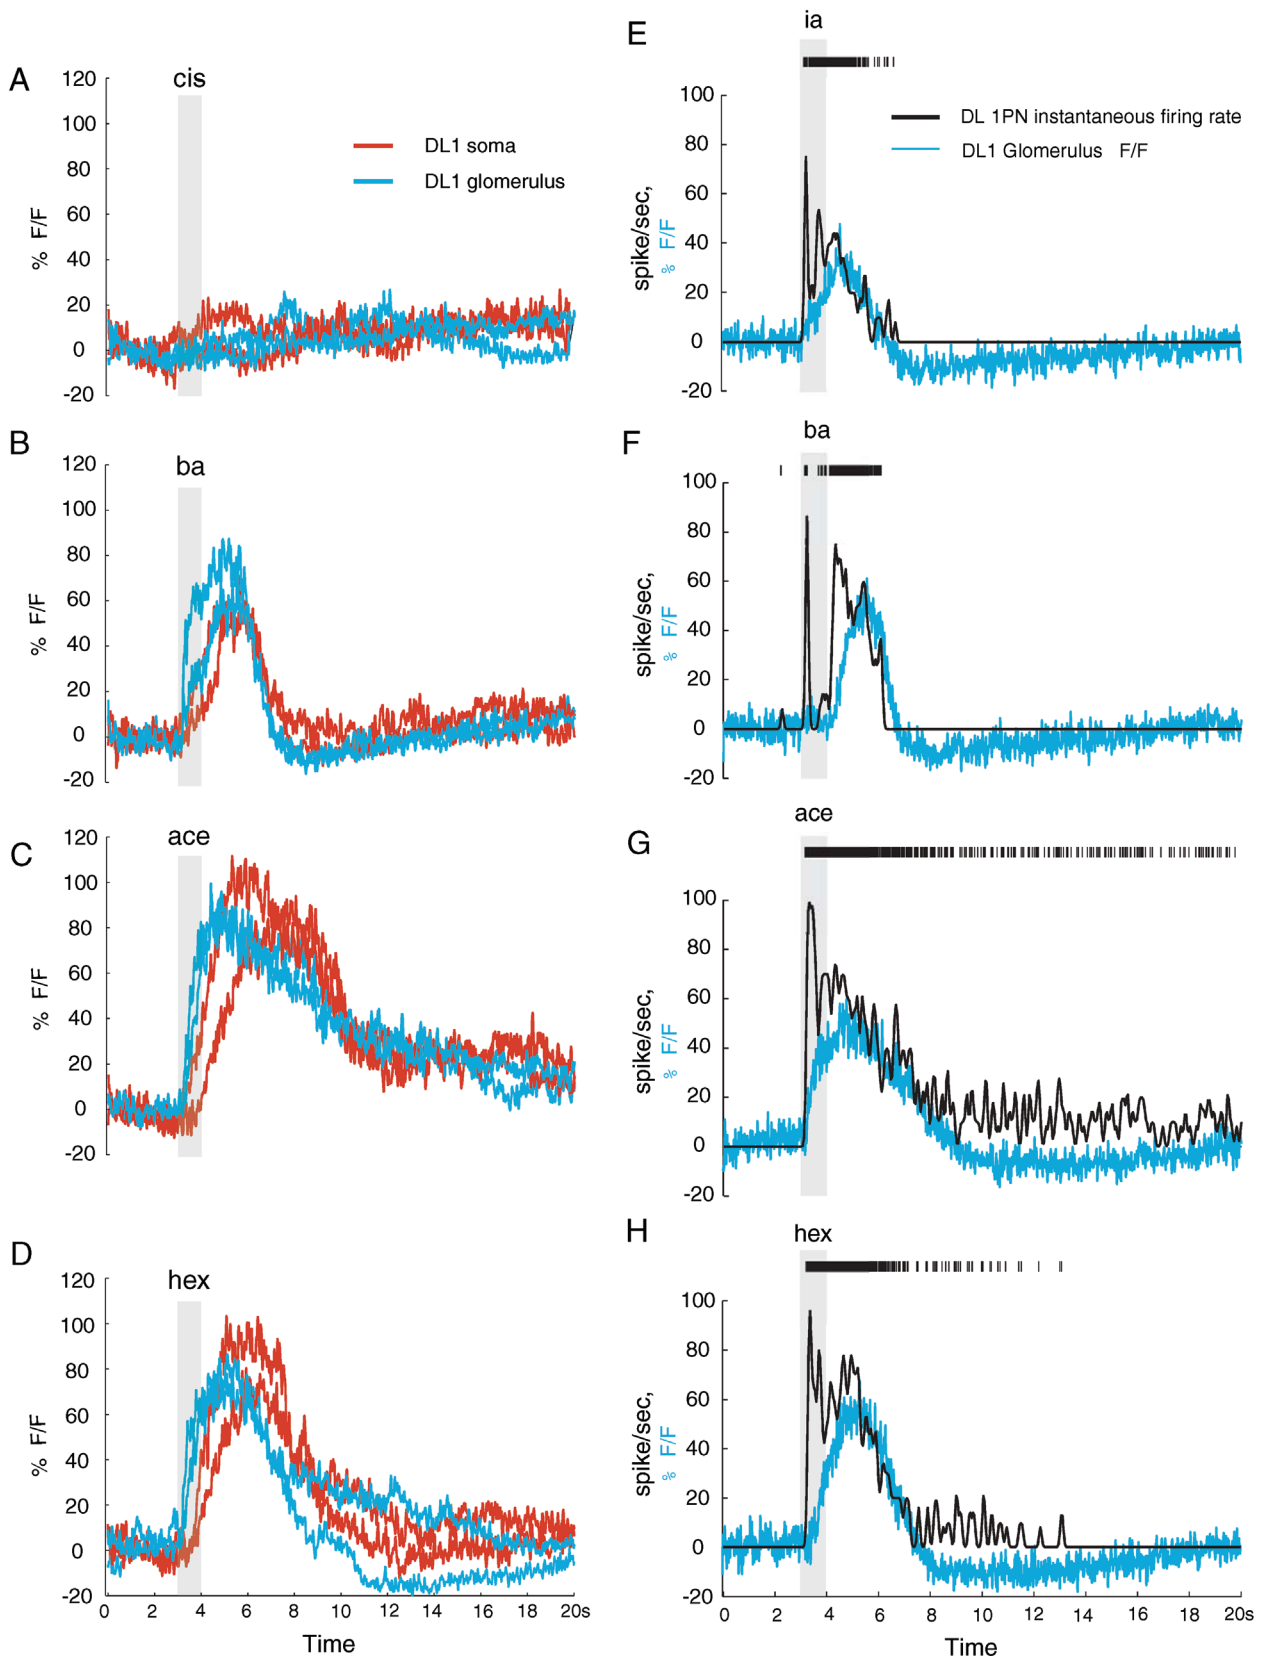 A
cis
120
100
80
60
40
20
0
-20
% F/F
DL1 soma
DL1 glomerulus
B
ba
120
100
80
60
40
20
0
-20
% F/F
C
ace
120
100
80
60
40
20
0
-20
% F/F
D
hex
120
100
80
60
40
20
0
-20
% F/F
0 2 4 6 8 10 12 14 16 18 20s
Time
E
ia
100
80
60
40
20
0
-20
spike/sec,
% F/F
DL 1PN instantaneous firing rate
DL1 Glomerulus F/F
F
ba
100
80
60
40
20
0
-20
spike/sec,
% F/F
G
ace
100
80
60
40
20
0
-20
spike/sec,
% F/F
H
hex
100
80
60
40
20
0
-20
spike/sec,
% F/F
0 2 4 6 8 10 12 14 16 18 20s
Time